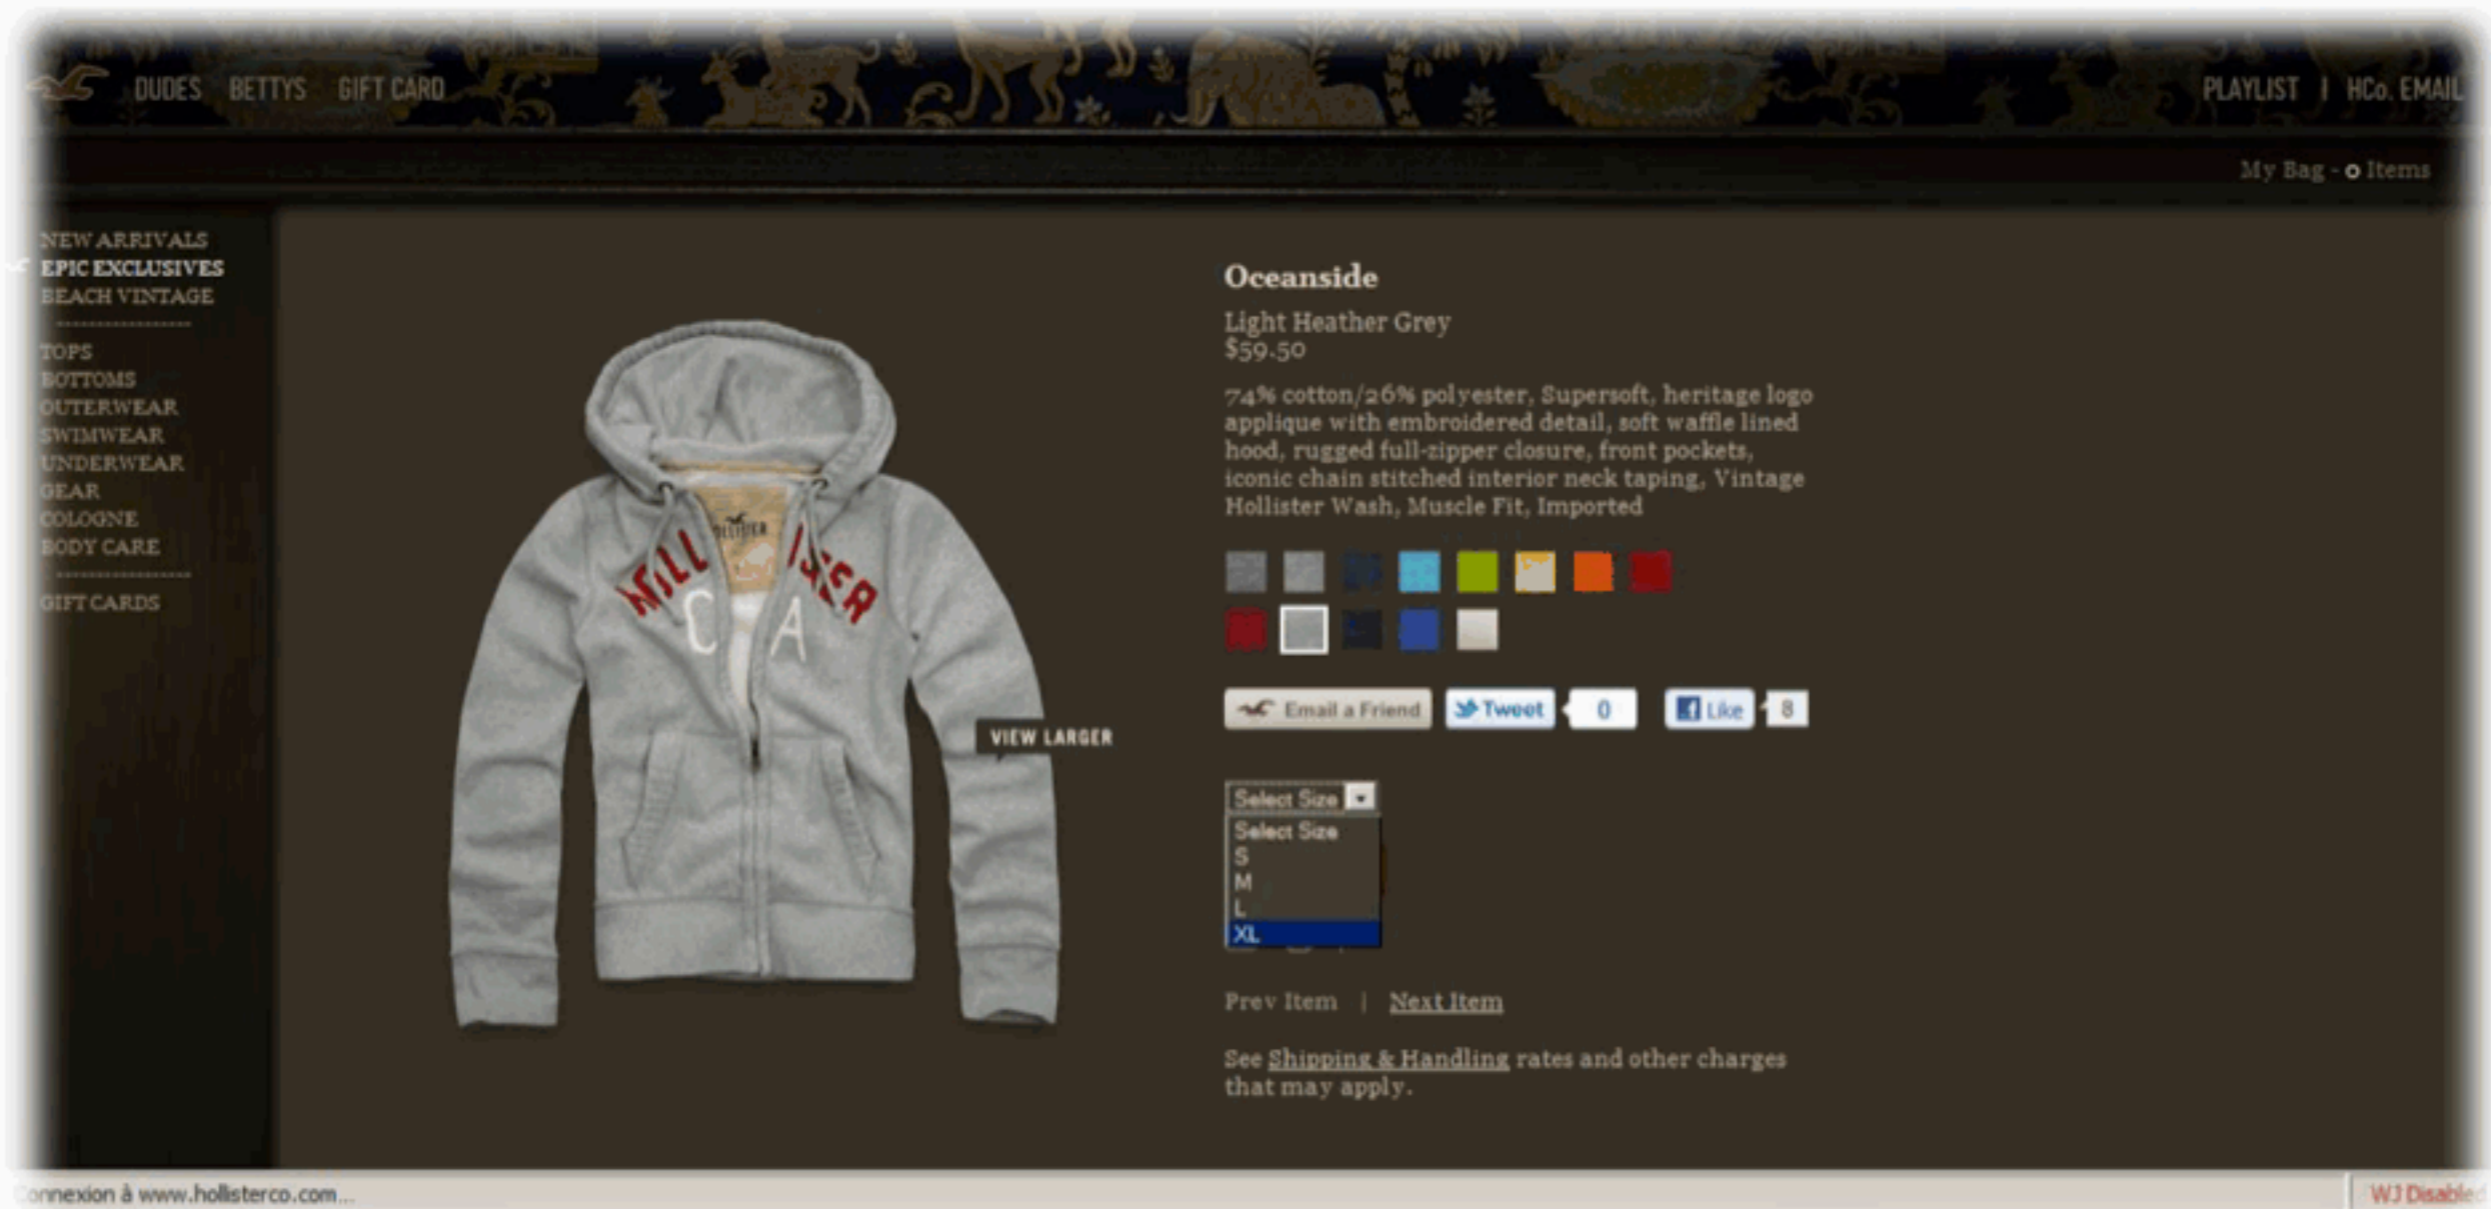 DUDES BETTYS GIFT CARD
PLAYLIST | HCo. EMAIL
My Bag - 0 Items
NEW ARRIVALS
EPIC EXCLUSIVES
BEACH VINTAGE
------------------
TOPS
BOTTOMS
OUTERWEAR
SWIMWEAR
UNDERWEAR
GEAR
COLOGNE
BODY CARE
------------------
GIFT CARDS
HOLLISTER
C A
VIEW LARGER
Oceanside
Light Heather Grey
$59.50
74% cotton/26% polyester, Supersoft, heritage logo
applique with embroidered detail, soft waffle lined
hood, rugged full-zipper closure, front pockets,
iconic chain stitched interior neck taping, Vintage
Hollister Wash, Muscle Fit, Imported
Email a Friend Tweet 0 Like 8
Select Size
Select Size
S
M
L
XL
Prev Item | Next Item
See Shipping & Handling rates and other charges
that may apply.
Connexion à www.hollisterco.com...
WJ Disabled